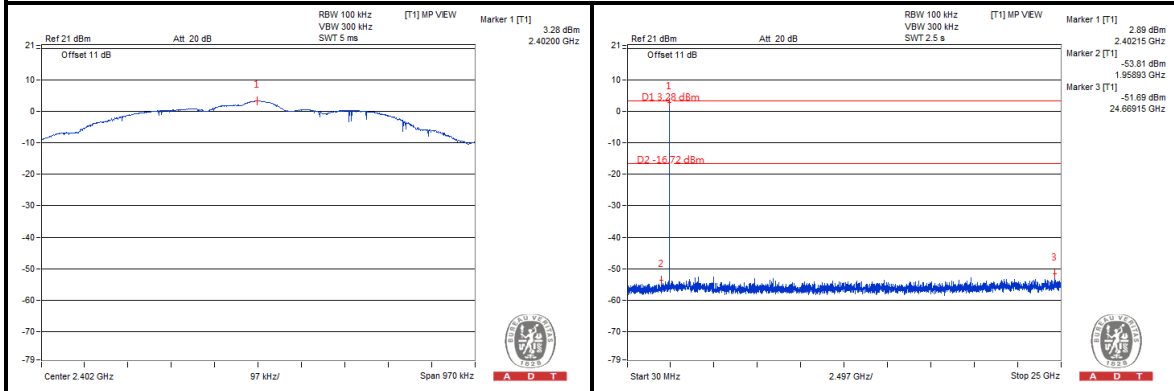 RBW 100 kHz [T1] MP VIEW
VBW 300 kHz
Ref 21 dBm Att 20 dB SWT 5 ms
Marker 1 [T1]
3.28 dBm
2.40200 GHz
21
Offset 11 dB
10
0
-10
-20
-30
-40
-50
-60
-70
-79
1
Center 2.402 GHz 97 kHz/ Span 970 kHz
BUREAU VERITAS
1828
A D T
RBW 100 kHz [T1] MP VIEW
VBW 300 kHz
Ref 21 dBm Att 20 dB SWT 2.5 s
Marker 1 [T1]
2.89 dBm
2.40215 GHz
Marker 2 [T1]
-53.81 dBm
1.95893 GHz
Marker 3 [T1]
-51.69 dBm
24.66915 GHz
21
Offset 11 dB
10
0
-10
-20
-30
-40
-50
-60
-70
-79
1
D1 3.28 dBm
D2 -16.72 dBm
2
3
Start 30 MHz 2.497 GHz/ Stop 25 GHz
BUREAU VERITAS
1828
A D T